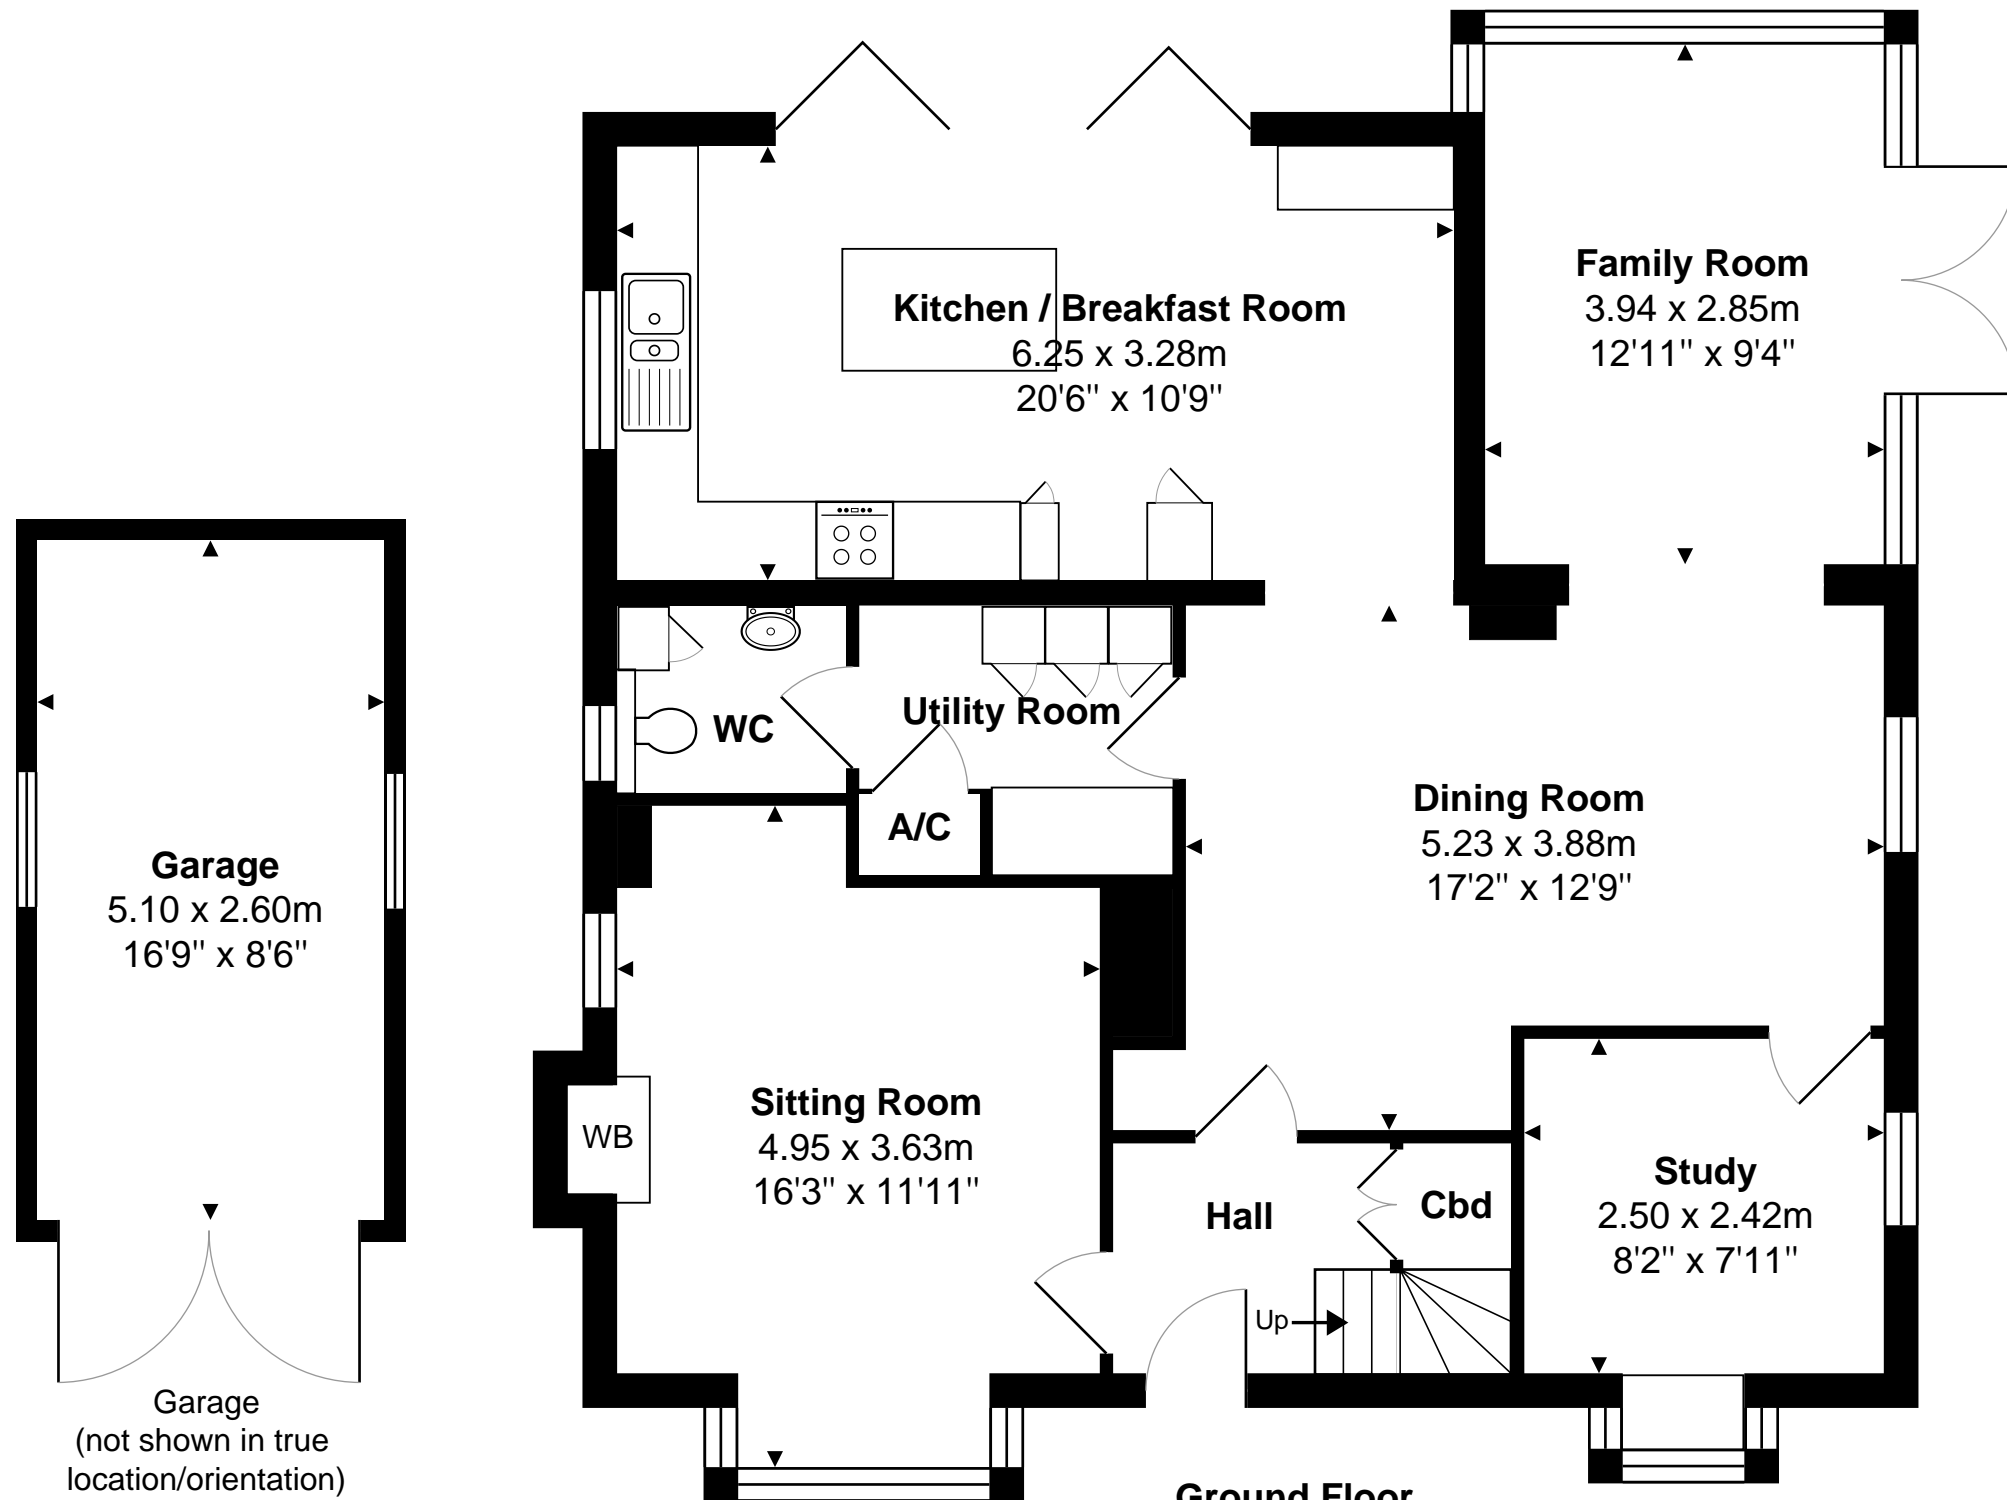 Kitchen / Breakfast Room
6.25 x 3.28m
20'6" x 10'9"
Family Room
3.94 x 2.85m
12'11" x 9'4"
WC
Utility Room
A/C
Dining Room
5.23 x 3.88m
17'2" x 12'9"
Garage
5.10 x 2.60m
16'9" x 8'6"
Sitting Room
4.95 x 3.63m
16'3" x 11'11"
WB
Hall
Cbd
Up
Study
2.50 x 2.42m
8'2" x 7'11"
Garage
(not shown in true
location/orientation)
Ground Floor